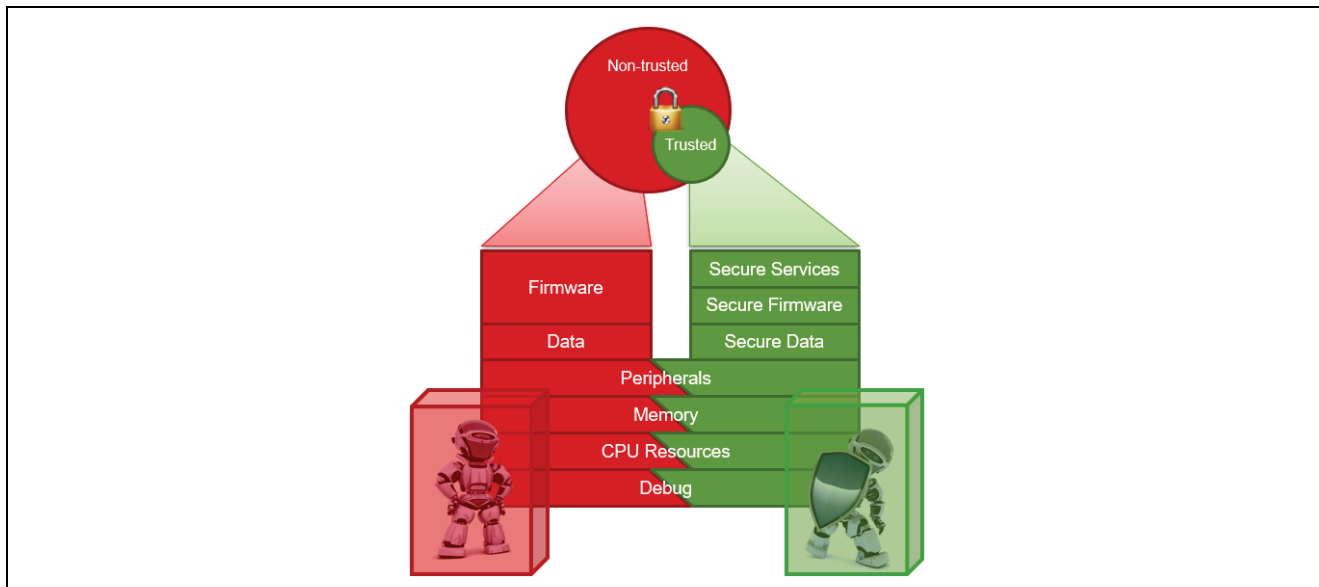 Non-trusted
Trusted
Firmware
Secure Services
Secure Firmware
Data
Secure Data
Peripherals
Memory
CPU Resources
Debug